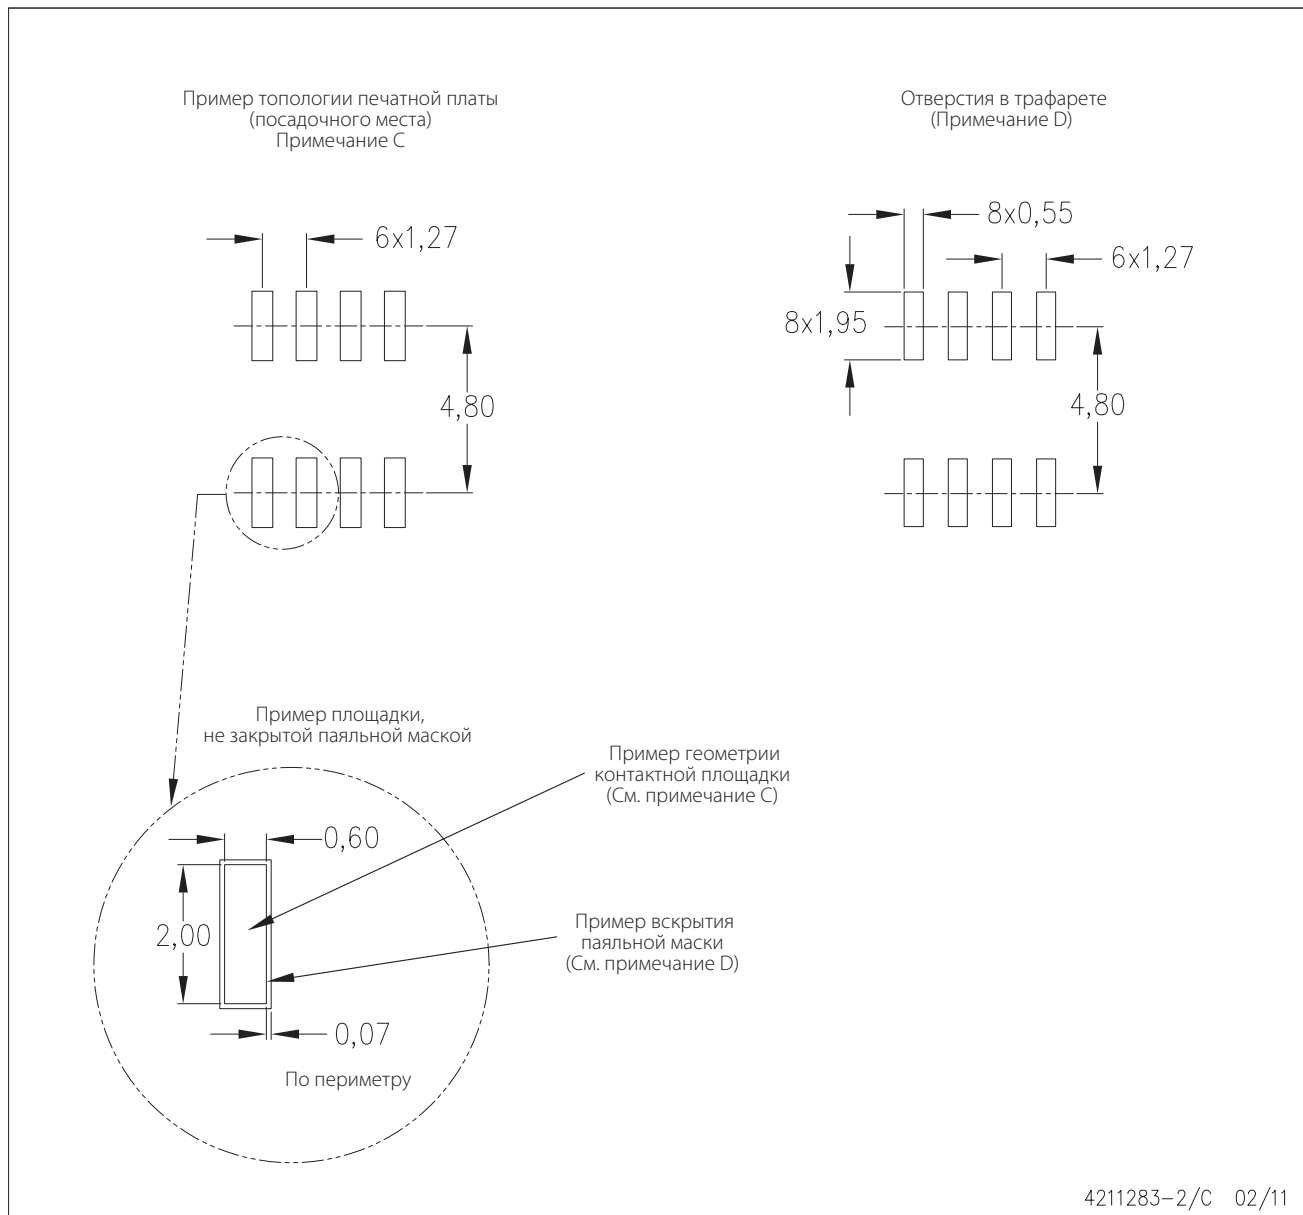 Пример топологии печатной платы
(посадочного места)
Примечание C
Отверстия в трафарете
(Примечание D)
6x1,27
4,80
8x0,55
6x1,27
8x1,95
4,80
Пример площадки,
не закрытой паяльной маской
Пример геометрии
контактной площадки
(См. примечание C)
0,60
2,00
Пример вскрытия
паяльной маски
(См. примечание D)
0,07
По периметру
4211283-2/C 02/11